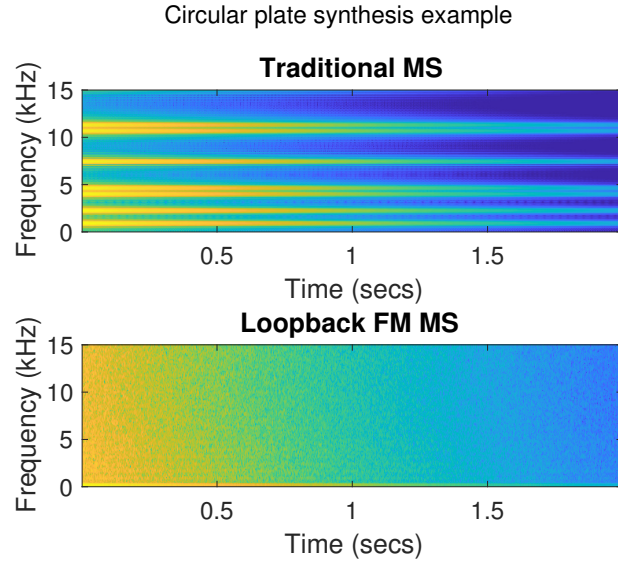 Circular plate synthesis example
Traditional MS
Frequency (kHz)
15
10
5
0
0.5 1 1.5
Time (secs)
Loopback FM MS
Frequency (kHz)
15
10
5
0
0.5 1 1.5
Time (secs)